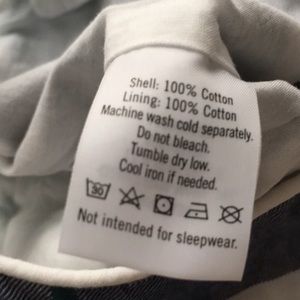 Shell: 100% Cotton
Lining: 100% Cotton
Machine wash cold separately.
Do not bleach.
Tumble dry low.
Cool iron if needed.
30
Not intended for sleepwear.